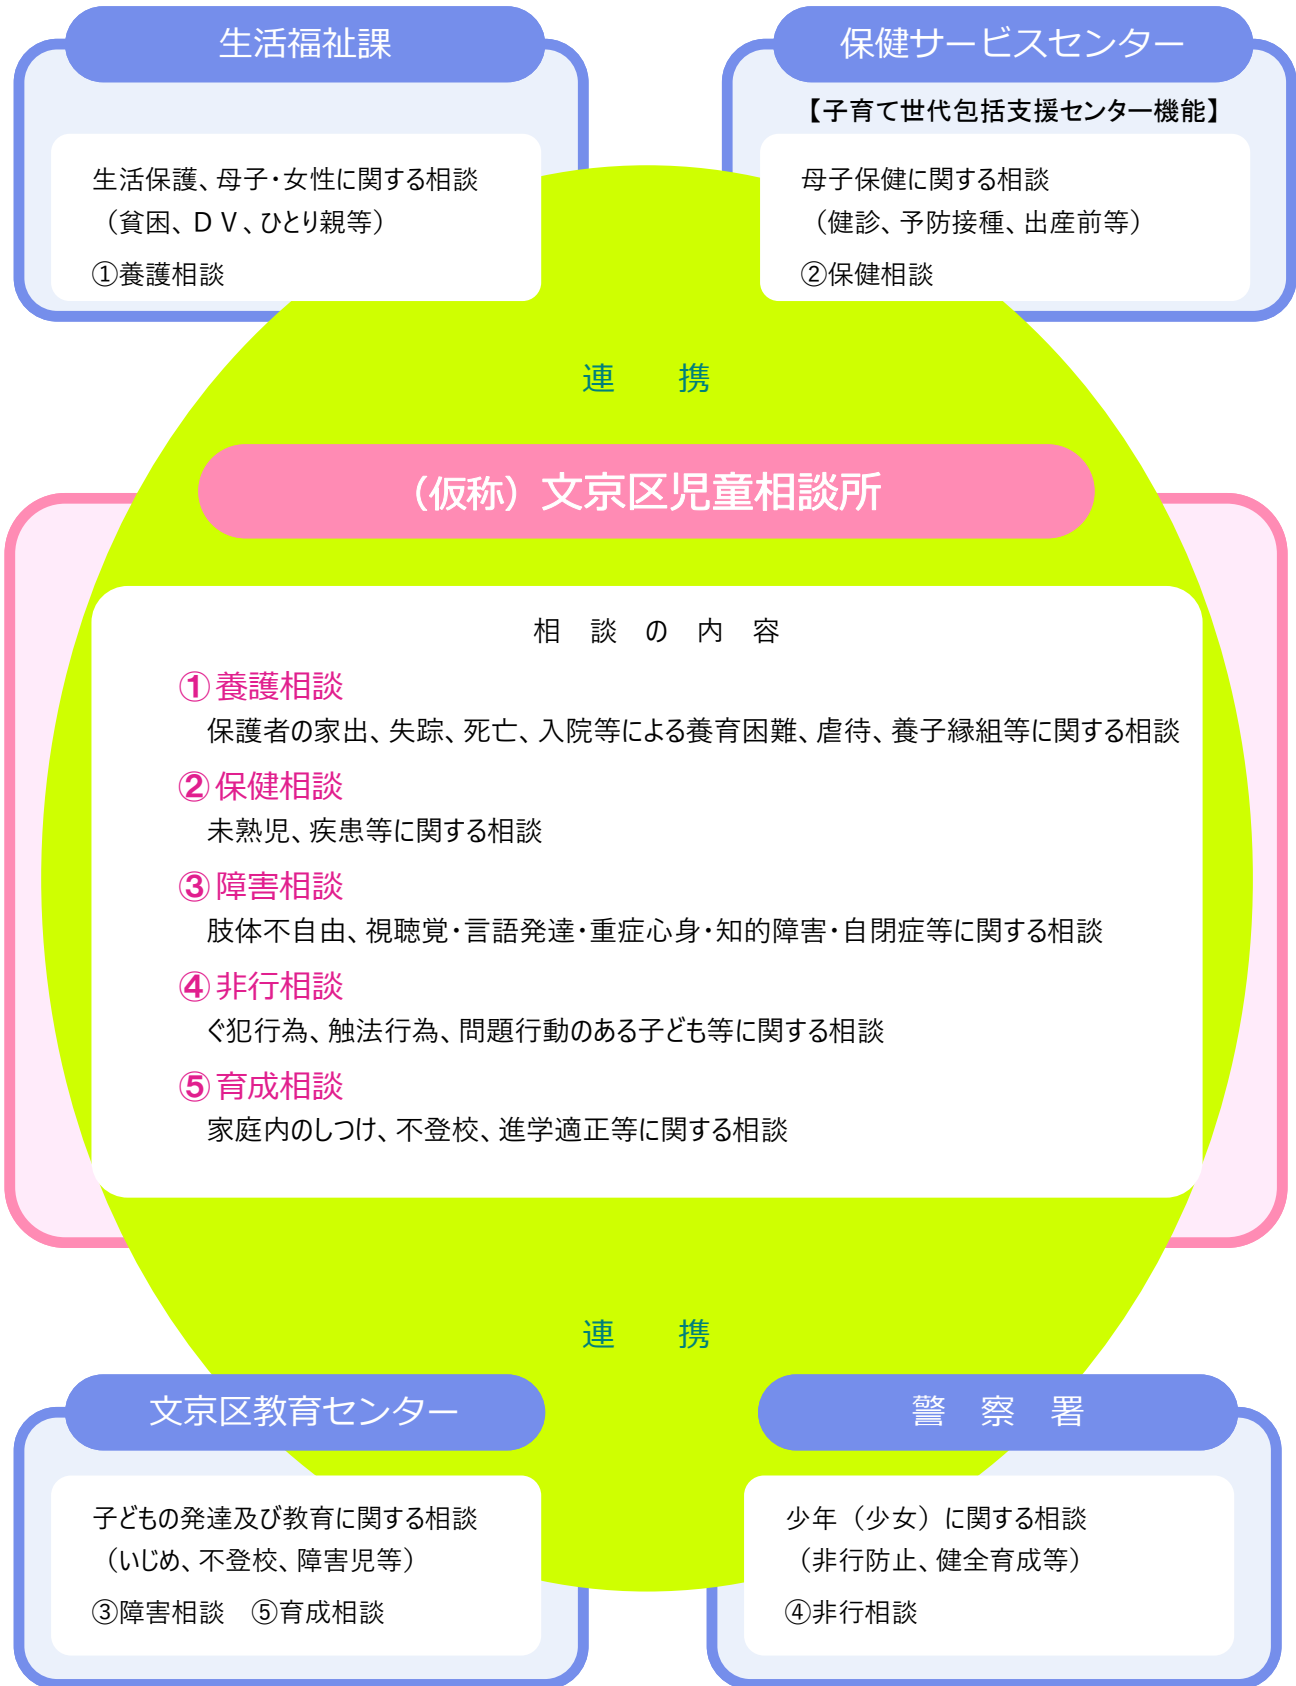 生活福祉課
生活保護、母子・女性に関する相談
（貧困、ＤＶ、ひとり親等）
①養護相談
保健サービスセンター
【子育て世代包括支援センター機能】
母子保健に関する相談
（健診、予防接種、出産前等）
②保健相談
連　携
（仮称）文京区児童相談所
相　談　の　内　容
①養護相談
保護者の家出、失踪、死亡、入院等による養育困難、虐待、養子縁組等に関する相談
②保健相談
未熟児、疾患等に関する相談
③障害相談
肢体不自由、視聴覚・言語発達・重症心身・知的障害・自閉症等に関する相談
④非行相談
ぐ犯行為、触法行為、問題行動のある子ども等に関する相談
⑤育成相談
家庭内のしつけ、不登校、進学適正等に関する相談
連　携
文京区教育センター
子どもの発達及び教育に関する相談
（いじめ、不登校、障害児等）
③障害相談　⑤育成相談
警　察　署
少年（少女）に関する相談
（非行防止、健全育成等）
④非行相談